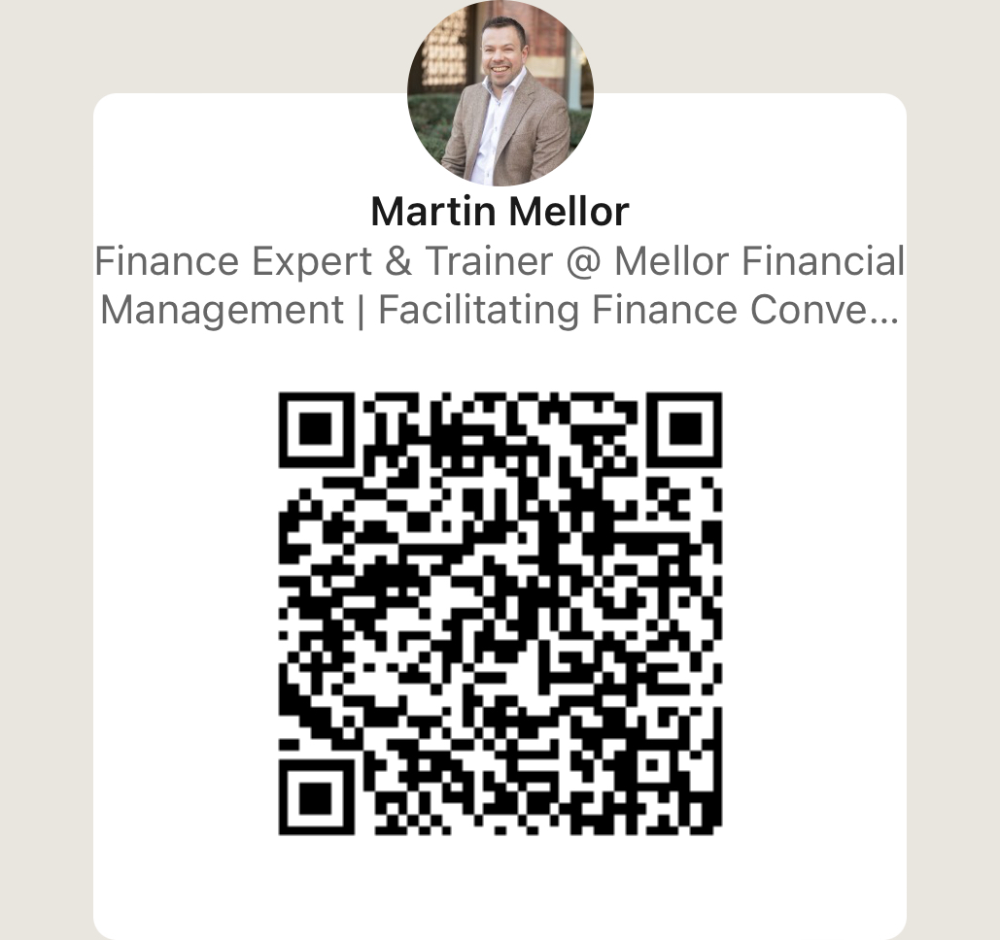 Martin Mellor
Finance Expert & Trainer @ Mellor Financial
Management | Facilitating Finance Conve...